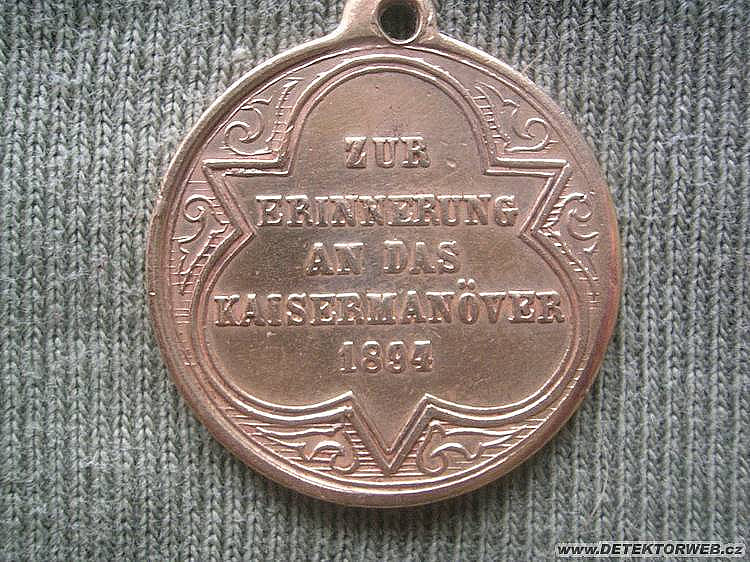 ZUR
ERINNERUNG
AN DAS
KAISERMANÖVER
1894
www.DETEKTORWEB.cz